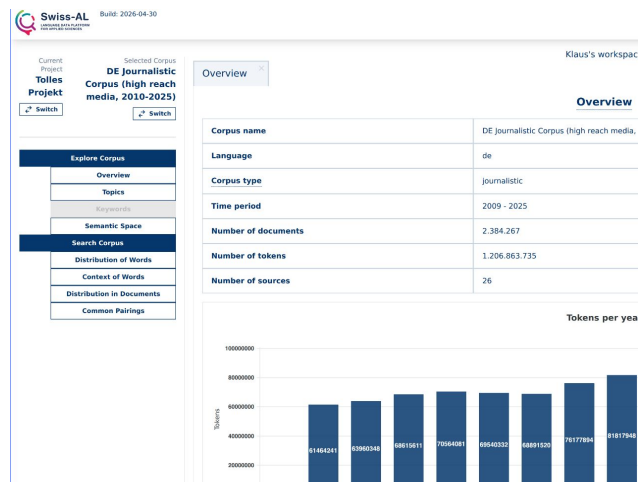 Swiss-AL
LANGUAGE DATA PLATFORM
FOR APPLIED SCIENCES
Build: 2026-04-30
Klaus's workspac
Current
Project
Tolles
Projekt
Switch
Selected Corpus
DE Journalistic
Corpus (high reach
media, 2010-2025)
Switch
Explore Corpus
Overview
Topics
Keywords
Semantic Space
Search Corpus
Distribution of Words
Context of Words
Distribution in Documents
Common Pairings
Overview
Overview
Corpus name DE Journalistic Corpus (high reach media,
Language de
Corpus type journalistic
Time period 2009 - 2025
Number of documents 2.384.267
Number of tokens 1.206.863.735
Number of sources 26
Tokens per yea
Tokens
100000000
80000000
60000000
40000000
20000000
61464241 63960348 68615611 70564081 69540332 68891520 76177894 81817948